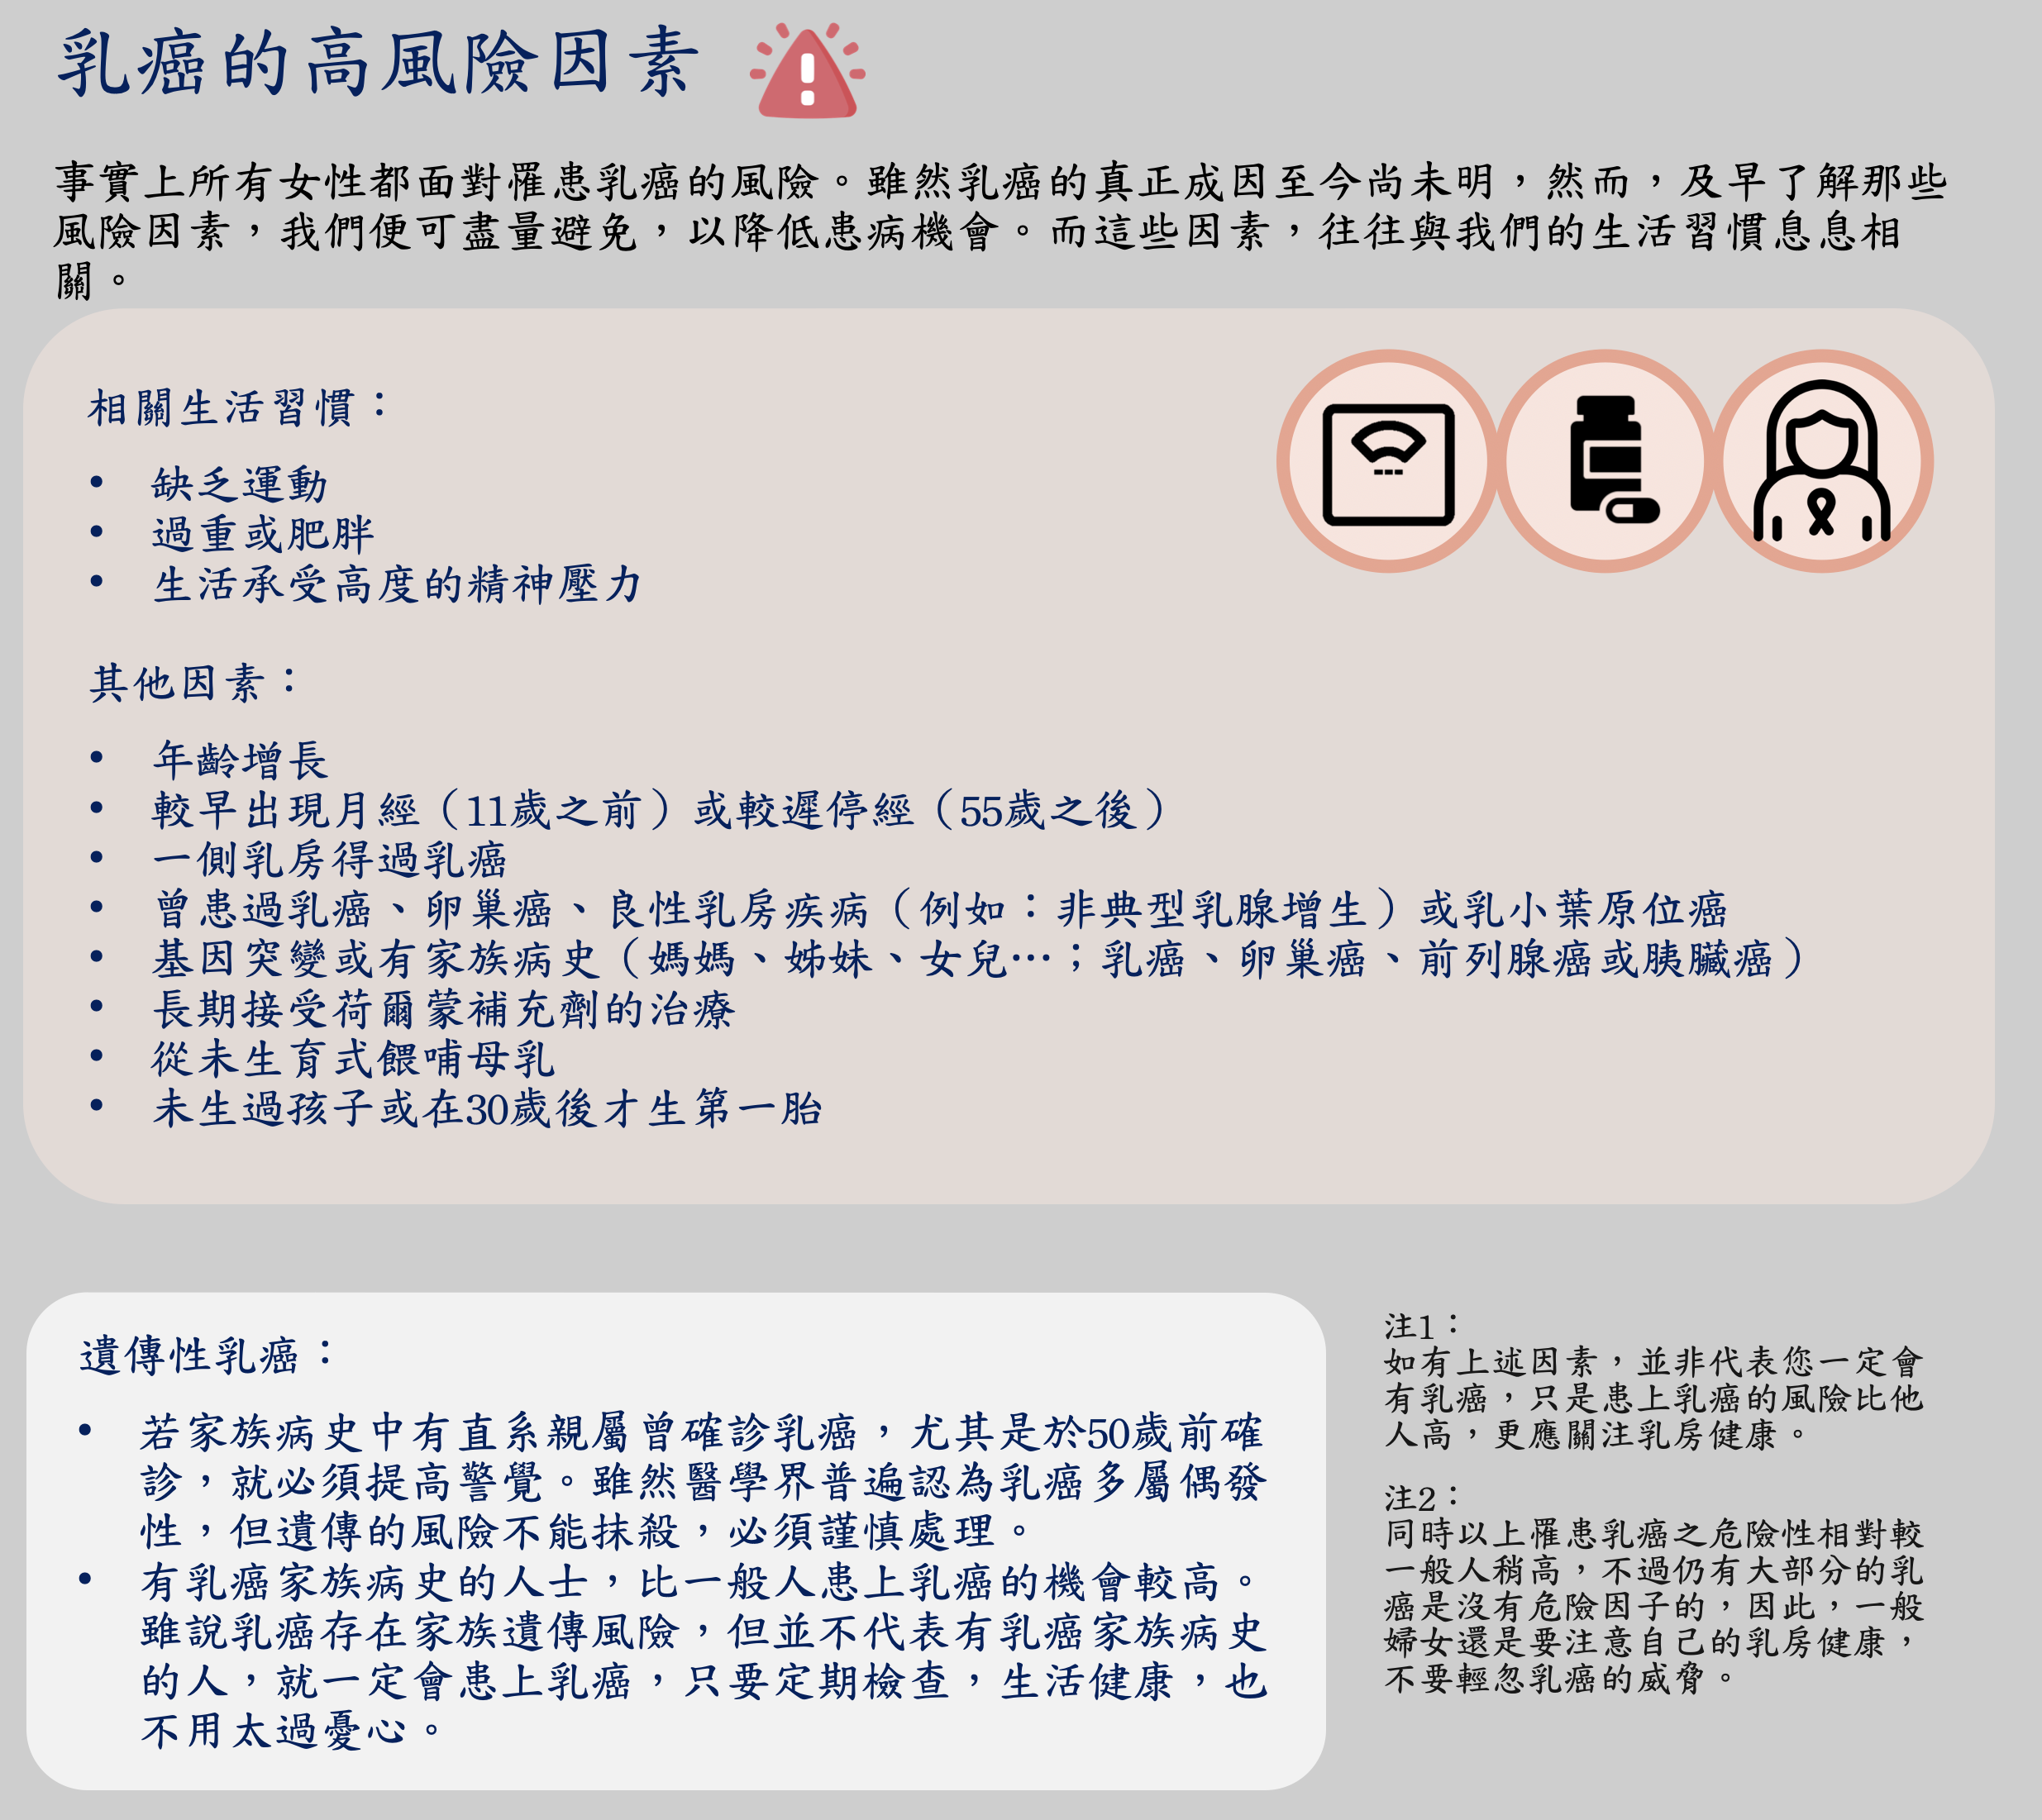 乳癌的高風險因素
事實上所有女性都面對罹患乳癌的風險。雖然乳癌的真正成因至今尚未明，然而，及早了解那些
風險因素，我們便可盡量避免，以降低患病機會。而這些因素，往往與我們的生活習慣息息相
關。
相關生活習慣：
• 缺乏運動
• 過重或肥胖
• 生活承受高度的精神壓力
其他因素：
• 年齡增長
• 較早出現月經（11歲之前）或較遲停經（55歲之後）
• 一側乳房得過乳癌
• 曾患過乳癌、卵巢癌、良性乳房疾病（例如：非典型乳腺增生）或乳小葉原位癌
• 基因突變或有家族病史（媽媽、姊妹、女兒…；乳癌、卵巢癌、前列腺癌或胰臟癌）
• 長期接受荷爾蒙補充劑的治療
• 從未生育式餵哺母乳
• 未生過孩子或在30歲後才生第一胎
遺傳性乳癌：
• 若家族病史中有直系親屬曾確診乳癌，尤其是於50歲前確
診，就必須提高警覺。雖然醫學界普遍認為乳癌多屬偶發
性，但遺傳的風險不能抹殺，必須謹慎處理。
• 有乳癌家族病史的人士，比一般人患上乳癌的機會較高。
雖說乳癌存在家族遺傳風險，但並不代表有乳癌家族病史
的人，就一定會患上乳癌，只要定期檢查，生活健康，也
不用太過憂心。
注1：
如有上述因素，並非代表您一定會
有乳癌，只是患上乳癌的風險比他
人高，更應關注乳房健康。
注2：
同時以上罹患乳癌之危險性相對較
一般人稍高，不過仍有大部分的乳
癌是沒有危險因子的，因此，一般
婦女還是要注意自己的乳房健康，
不要輕忽乳癌的威脅。